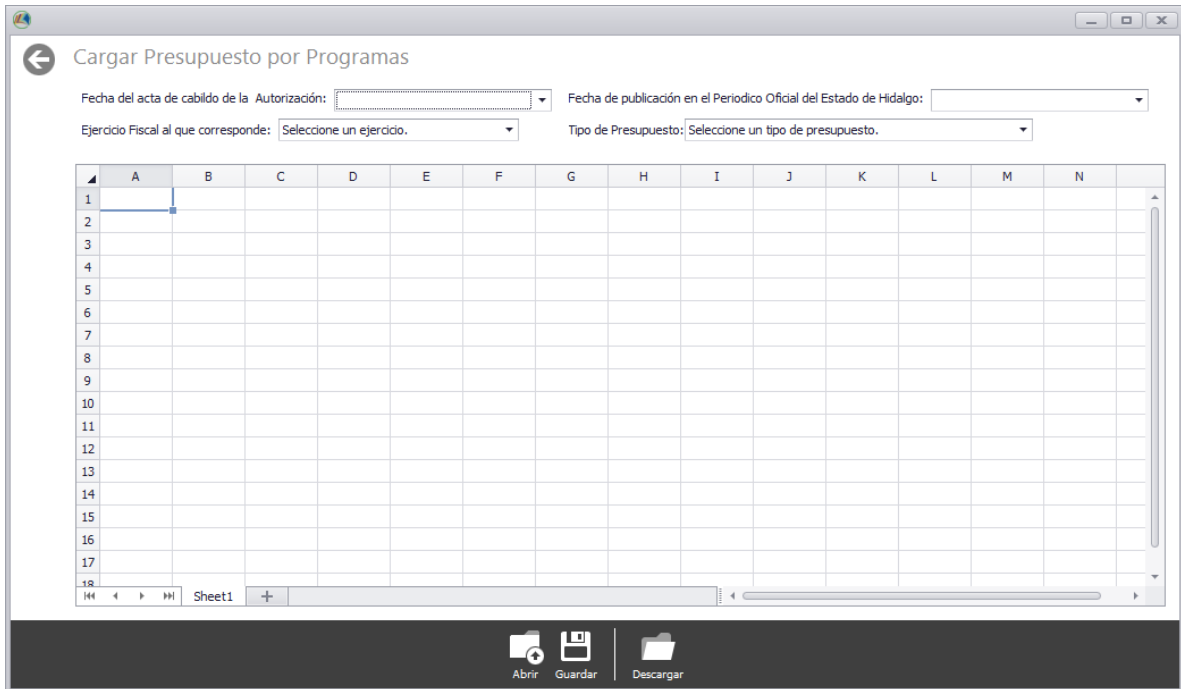 Cargar Presupuesto por Programas
Fecha del acta de cabildo de la Autorización:
Fecha de publicación en el Periodico Oficial del Estado de Hidalgo:
Ejercicio Fiscal al que corresponde: Seleccione un ejercicio.
Tipo de Presupuesto: Seleccione un tipo de presupuesto.
A B C D E F G H I J K L M N
1
2
3
4
5
6
7
8
9
10
11
12
13
14
15
16
17
18
Sheet1 +
Abrir Guardar Descargar